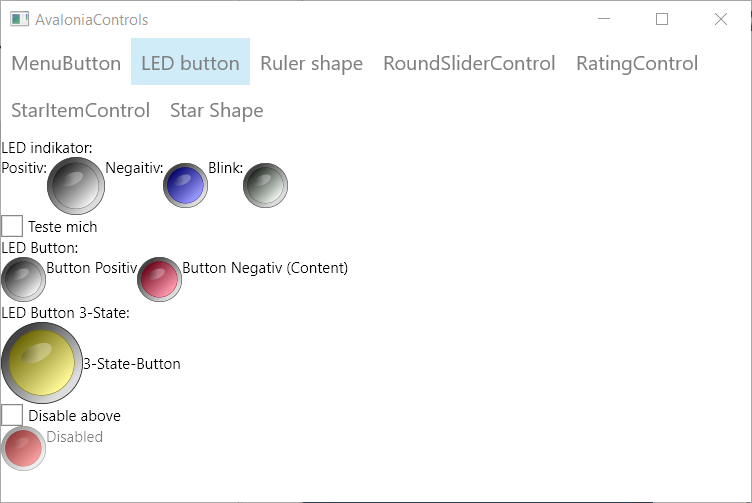 AvaloniaControls
MenuButton LED button Ruler shape RoundSliderControl RatingControl
StarItemControl Star Shape
LED indikator:
Positiv: Negaitiv: Blink:
Teste mich
LED Button:
Button Positiv Button Negativ (Content)
LED Button 3-State:
3-State-Button
Disable above
Disabled